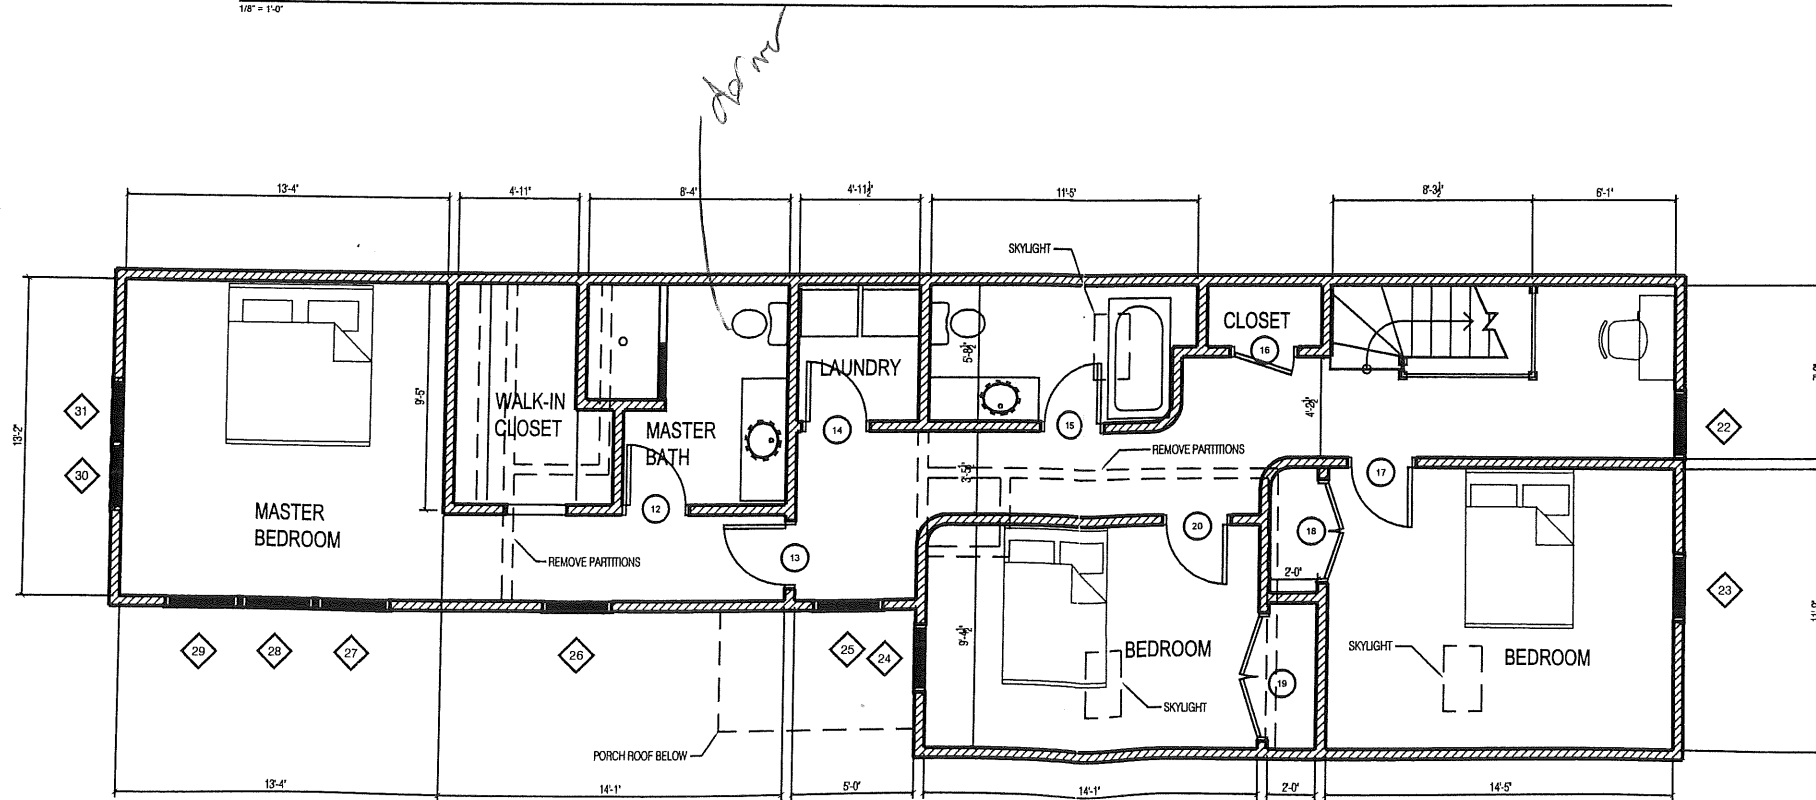 1/8" = 1'-0"
13'-4"
4'-11"
8'-4"
4'-11½"
11'-5"
8'-3½"
6'-1"
SKYLIGHT
CLOSET
16
LAUNDRY
5'-8½"
9'-5"
WALK-IN
CLOSET
MASTER
BATH
14
15
4'-2½"
31
22
13'-2"
REMOVE PARTITIONS
30
3'-5½"
17
MASTER
BEDROOM
12
20
18
13
REMOVE PARTITIONS
2'-0"
23
29
28
27
26
25
24
9'-4½"
BEDROOM
SKYLIGHT
BEDROOM
19
SKYLIGHT
PORCH ROOF BELOW
13'-4"
14'-1"
5'-0"
14'-1"
2'-0"
14'-5"